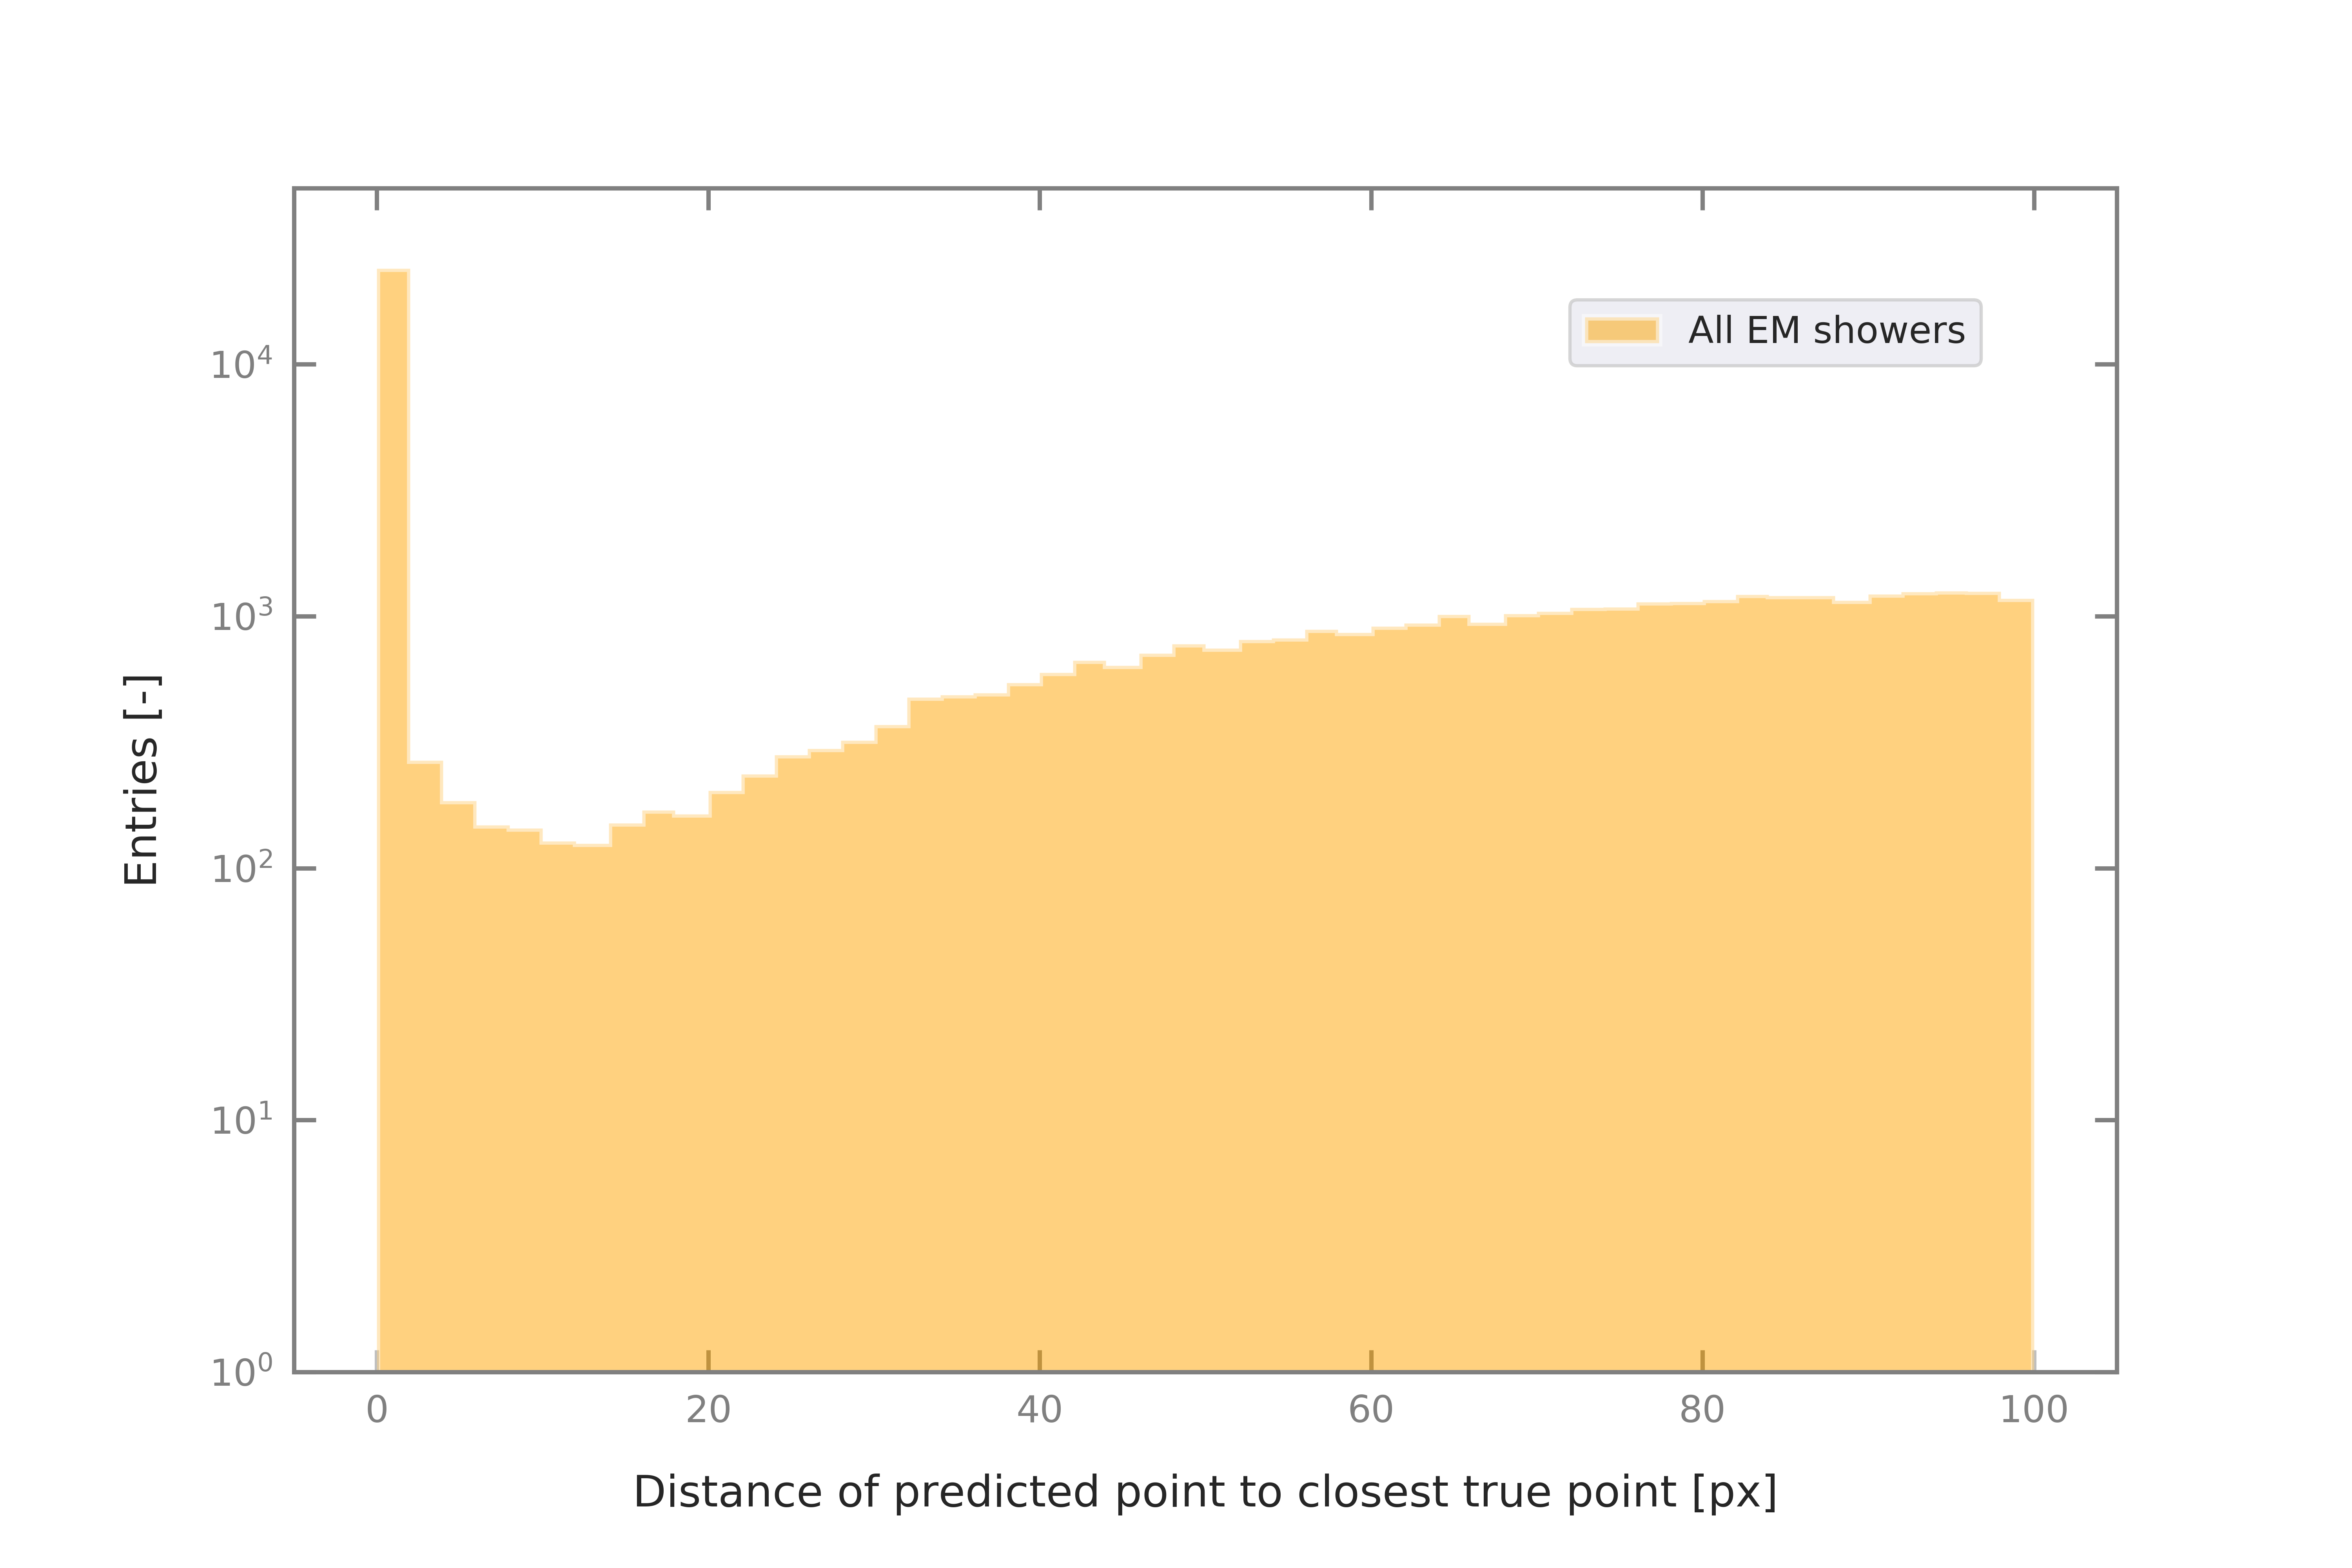 All EM showers
10⁴
10³
10²
10¹
10⁰
Entries [-]
0 20 40 60 80 100
Distance of predicted point to closest true point [px]